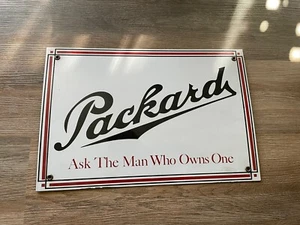 Packard
Ask The Man Who Owns One